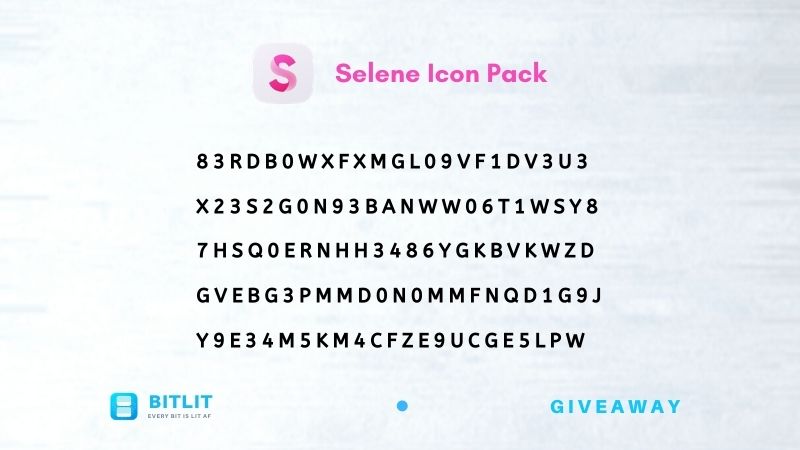 Selene Icon Pack
83RDB0WXFXMGL09VF1DV3U3
X23S2G0N93BANWW06T1WSY8
7HSQ0ERNHH3486YGKBVKWZD
GVEBG3PMMD0N0MMFNQD1G9J
Y9E34M5KM4CFZE9UCGE5LPW
BITLIT
EVERY BIT IS LIT AF
GIVEAWAY